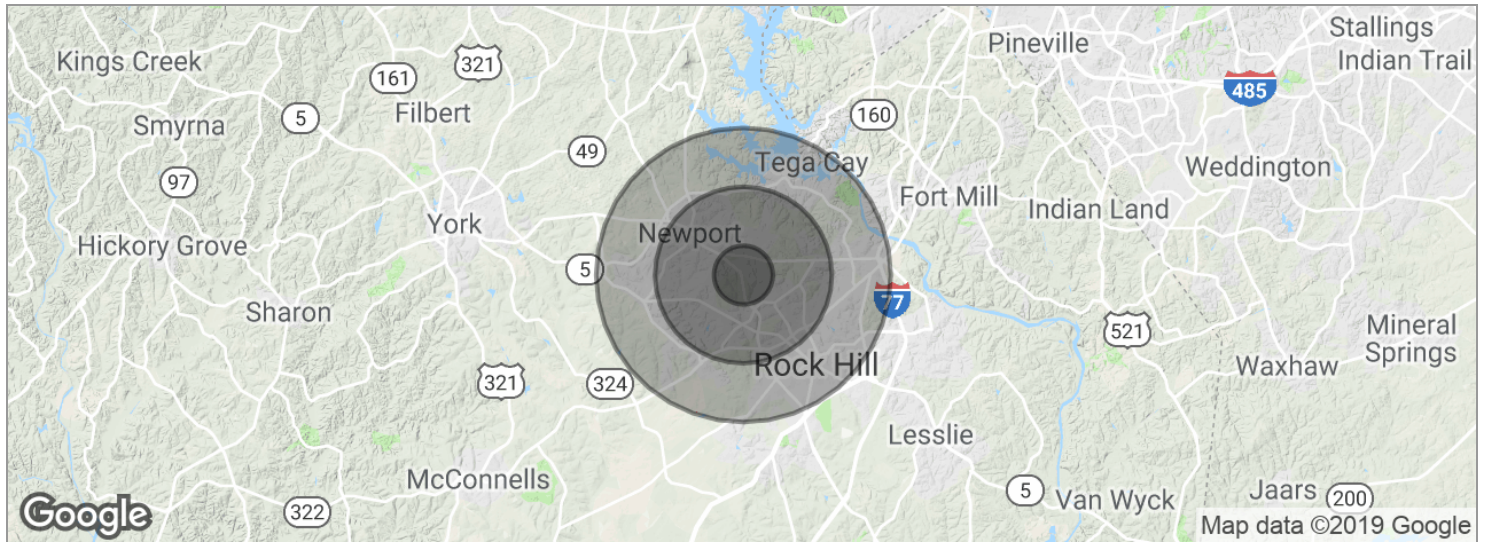 Stallings
Pineville
Indian Trail
Kings Creek
321
161
485
Filbert
160
5
Smyrna
49
Tega Cay
Weddington
97
Fort Mill
Indian Land
York
Newport
Hickory Grove
5
77
Sharon
521
Mineral
Springs
Rock Hill
Waxhaw
321
324
Lesslie
McConnells
5
Van Wyck
Jaars
200
322
Google
Map data ©2019 Google